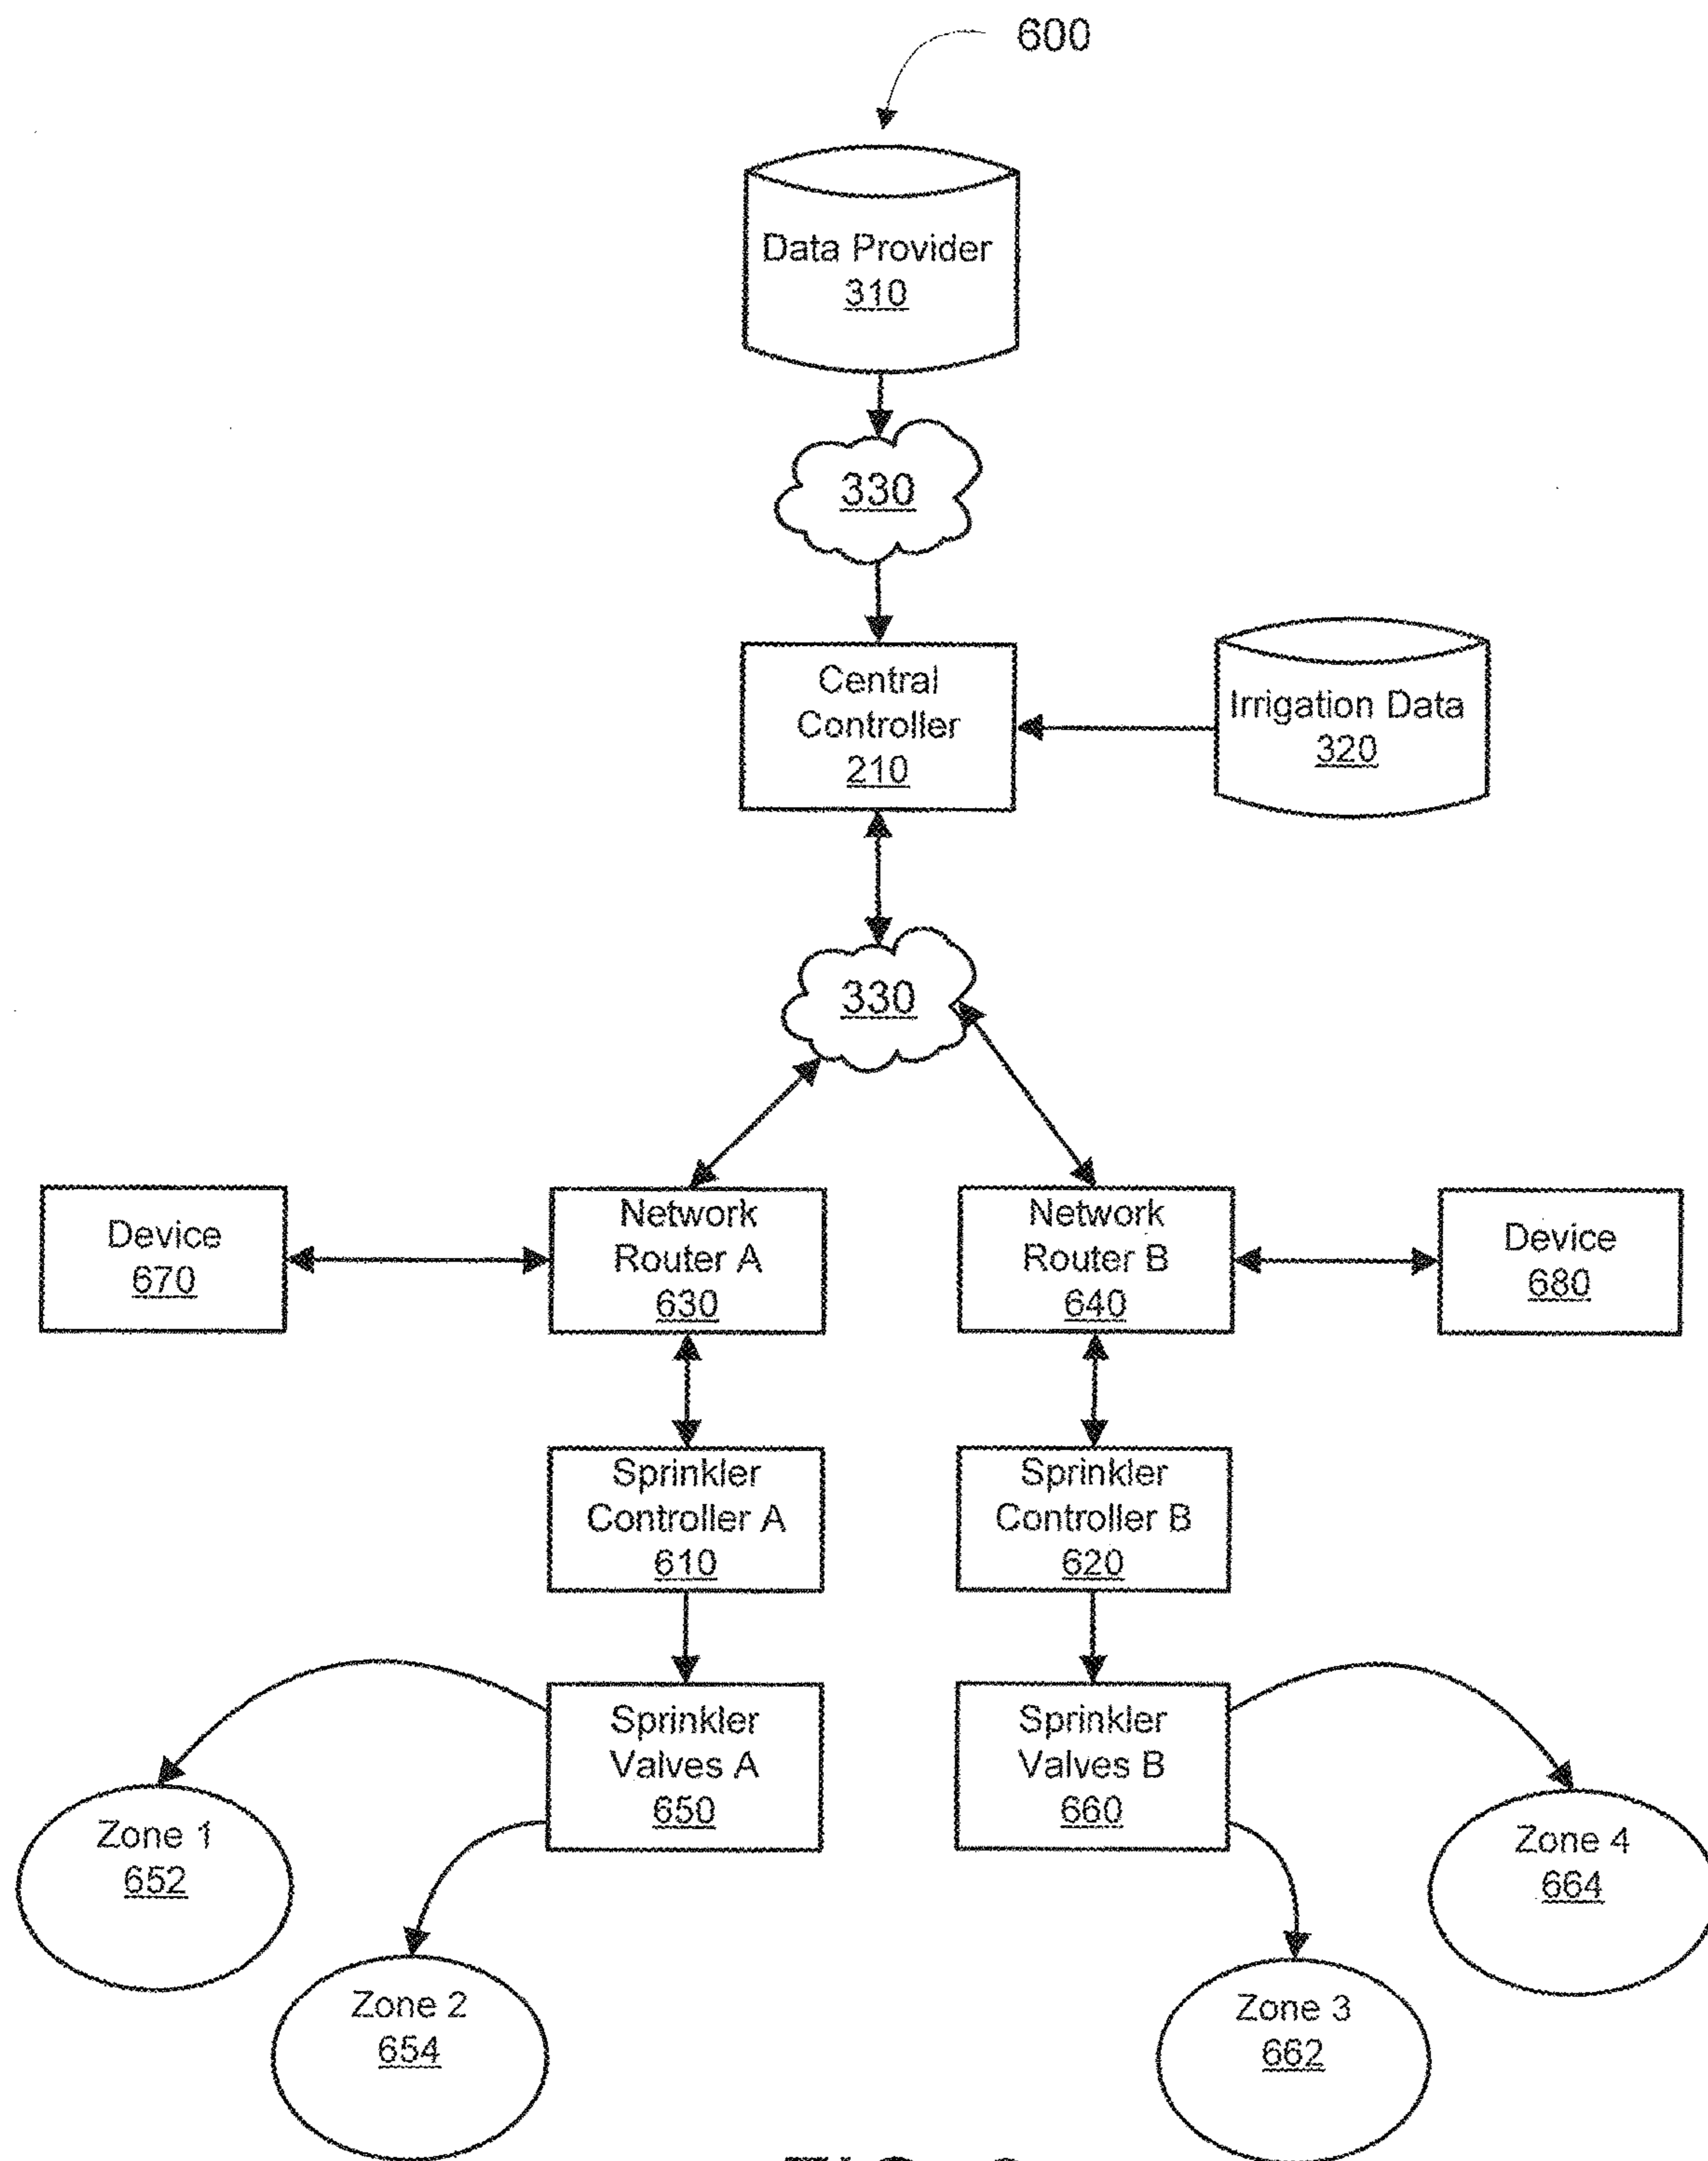 600
Data Provider
310
330
Central
Controller
210
Irrigation Data
320
330
Device
670
Network
Router A
630
Network
Router B
640
Device
680
Sprinkler
Controller A
610
Sprinkler
Controller B
620
Sprinkler
Valves A
650
Sprinkler
Valves B
660
Zone 1
652
Zone 4
664
Zone 2
654
Zone 3
662